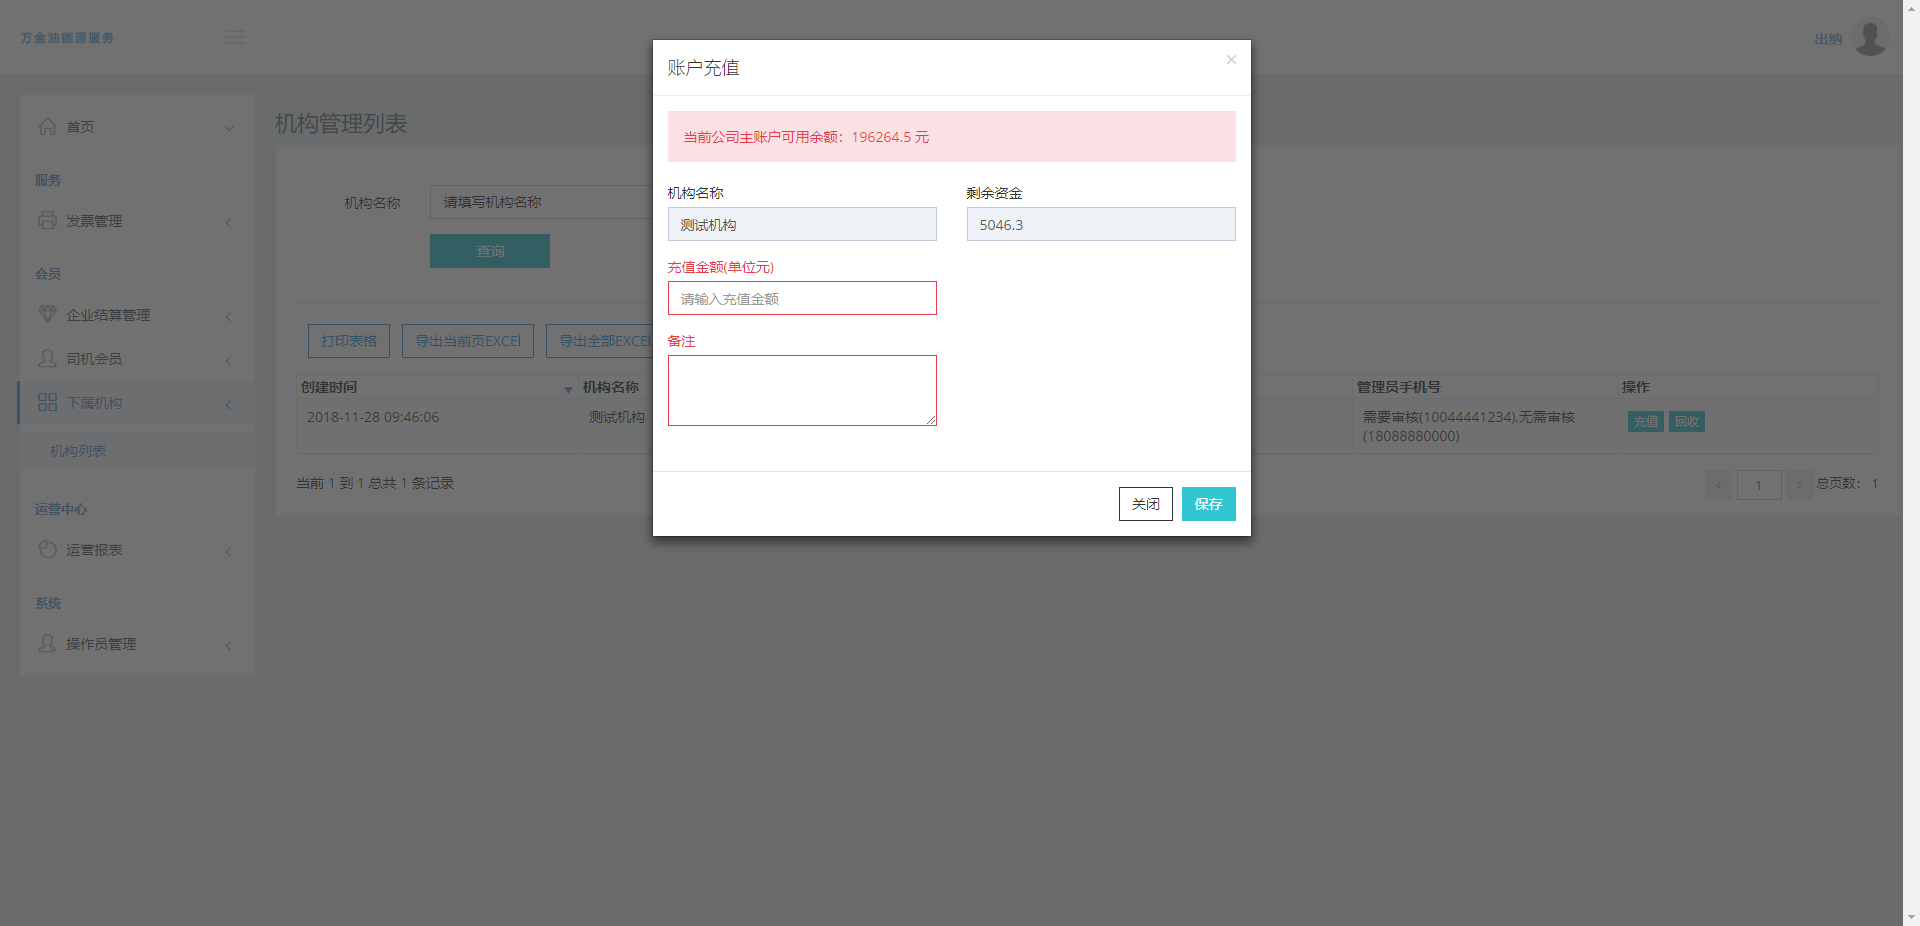 万金油能源服务
出纳
首页
服务
发票管理
会员
企业结算管理
司机会员
下属机构
机构列表
运营中心
运营报表
系统
操作员管理
机构管理列表
机构名称 请填写机构名称
查询
打印表格 导出当前页EXCEl 导出全部EXCEl
创建时间 机构名称 管理员手机号 操作
2018-11-28 09:46:06 测试机构 需要审核(10044441234),无需审核 充值 回收
(18088880000)
当前 1 到 1 总共 1 条记录
‹ 1 › 总页数： 1
账户充值 ×
当前公司主账户可用余额：196264.5 元
机构名称 剩余资金
测试机构 5046.3
充值金额(单位元)
请输入充值金额
备注
关闭 保存